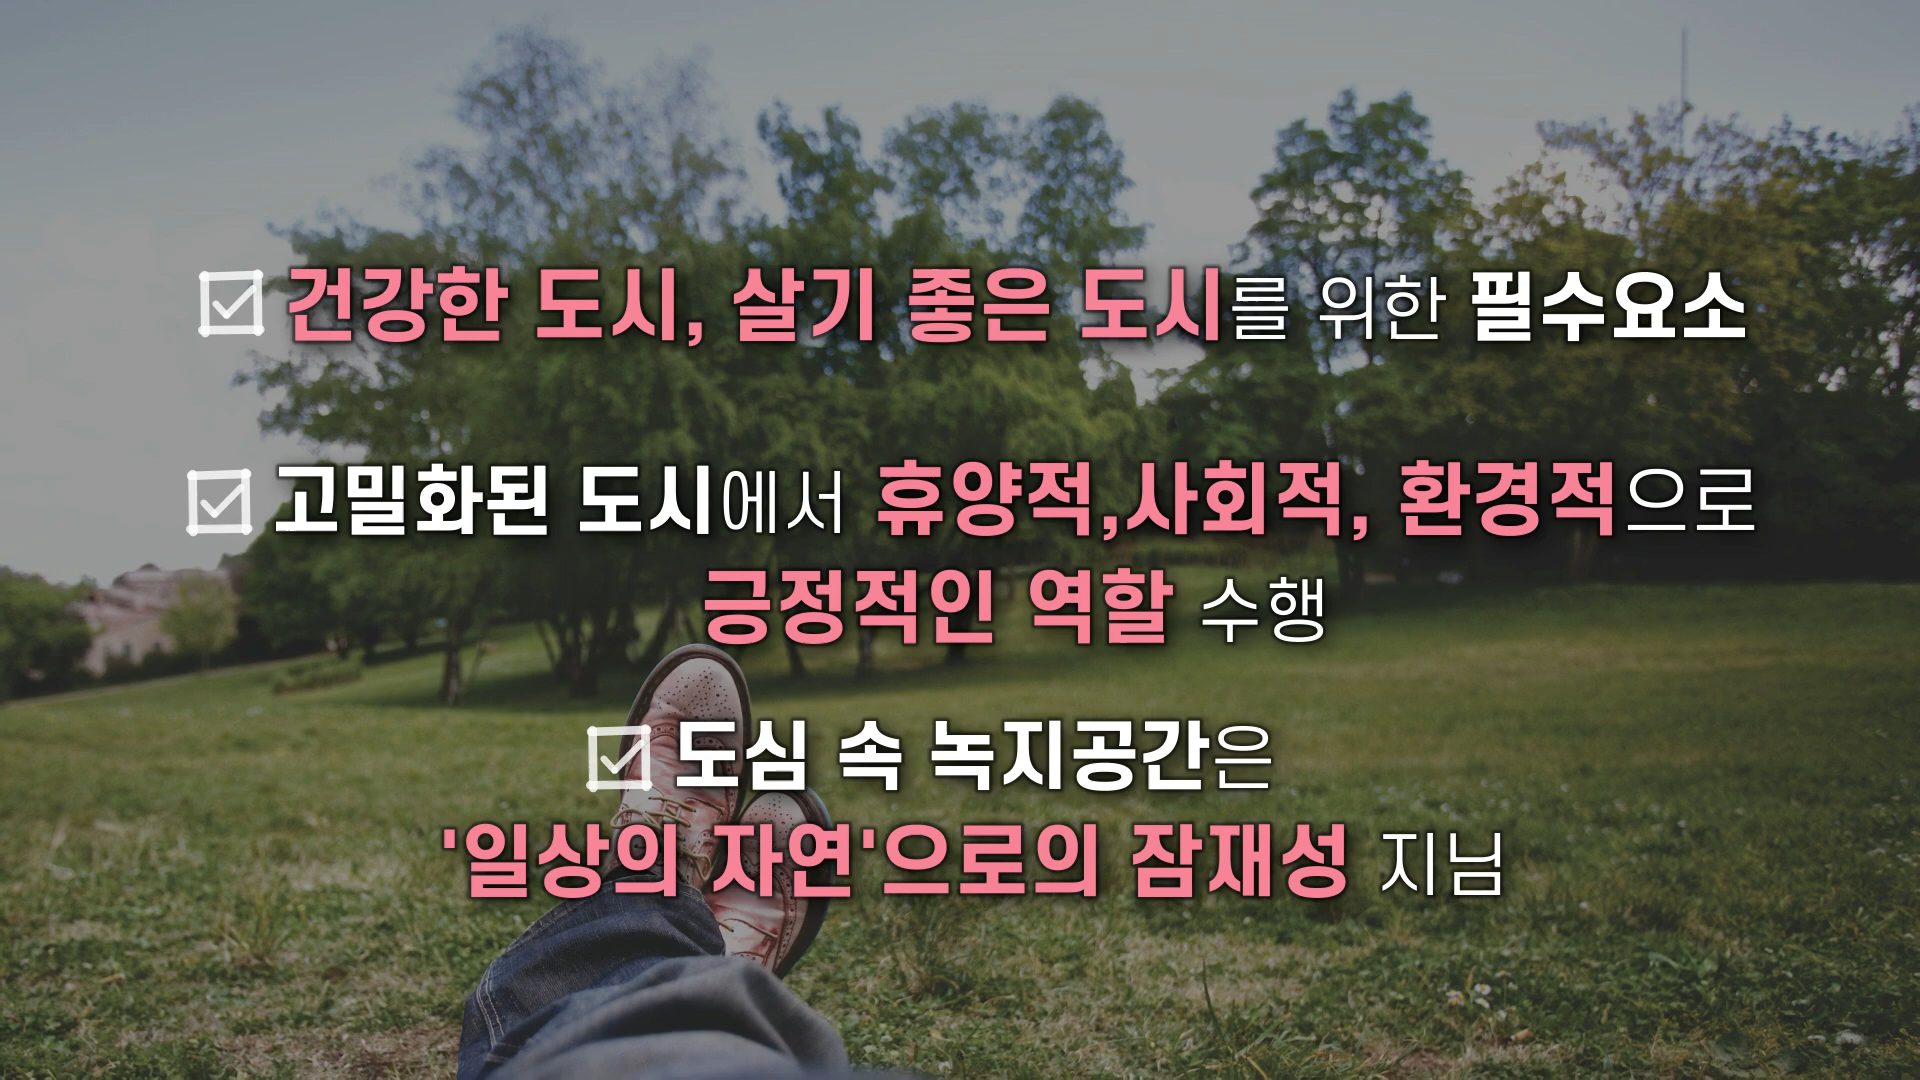 건강한 도시, 살기 좋은 도시를 위한 필수요소
고밀화된 도시에서 휴양적,사회적, 환경적으로
긍정적인 역할 수행
도심 속 녹지공간은
'일상의 자연'으로의 잠재성 지님